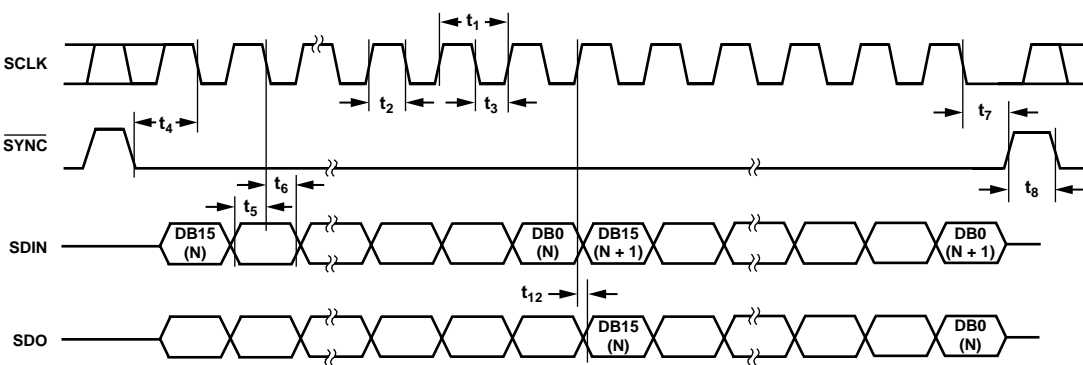 t1
SCLK
t2
t3
t4
t7
SYNC
t6
t8
t5
SDIN
DB15
(N)
DB0
(N)
DB15
(N + 1)
DB0
(N + 1)
t12
SDO
DB15
(N)
DB0
(N)